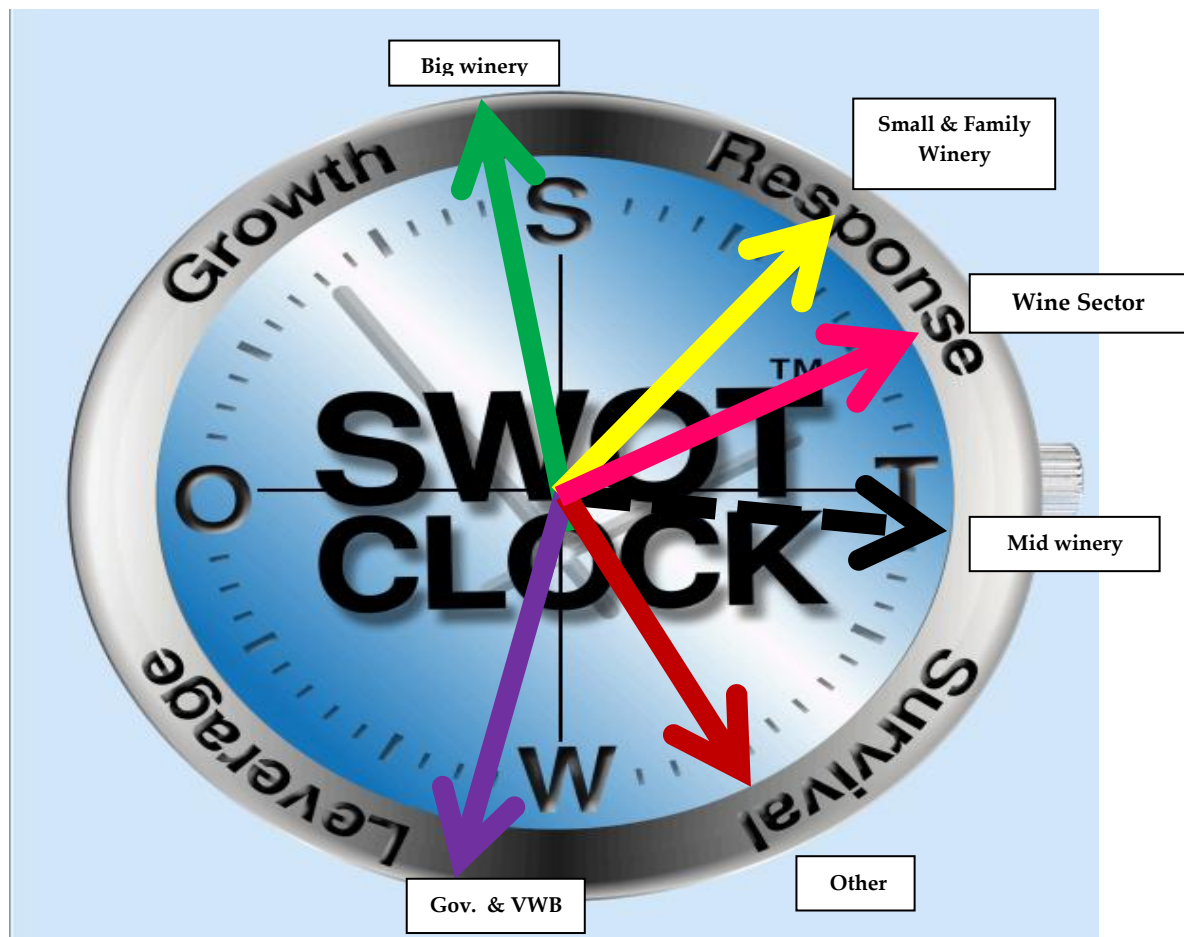 Big winery
Small & Family
Winery
Growth
Response
S
Wine Sector
TM
SWOT
O
T
CLOCK
Mid winery
Leverage
W
Survival
Other
Gov. & VWB